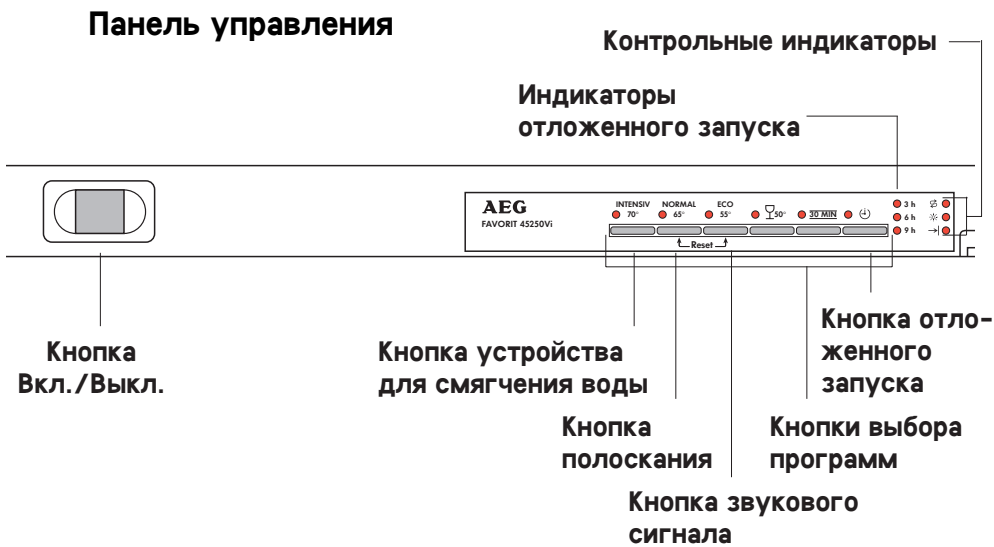 Панель управления
Контрольные индикаторы
Индикаторы
отложенного запуска
AEG
FAVORIT 45250Vi
INTENSIV
70°
NORMAL
65°
ECO
55°
50°
30 MIN
3 h
6 h
9 h
Reset
Кнопка
Вкл./Выкл.
Кнопка устройства
для смягчения воды
Кнопка отло-
женного
запуска
Кнопка
полоскания
Кнопки выбора
программ
Кнопка звукового
сигнала